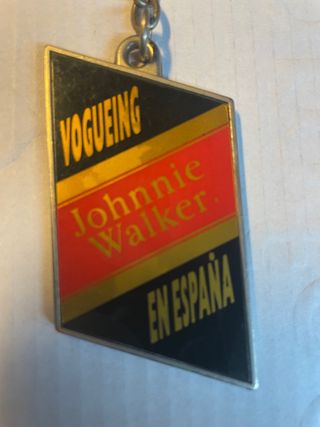 VOGUEING
Johnnie
Walker.
EN ESPAÑA